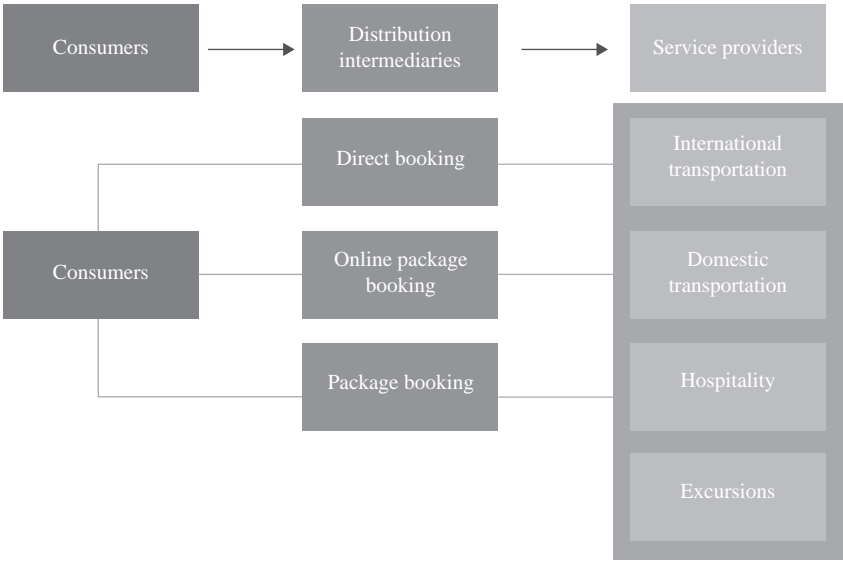 Consumers
Distribution
intermediaries
Service providers
Direct booking
International
transportation
Consumers
Online package
booking
Domestic
transportation
Package booking
Hospitality
Excursions